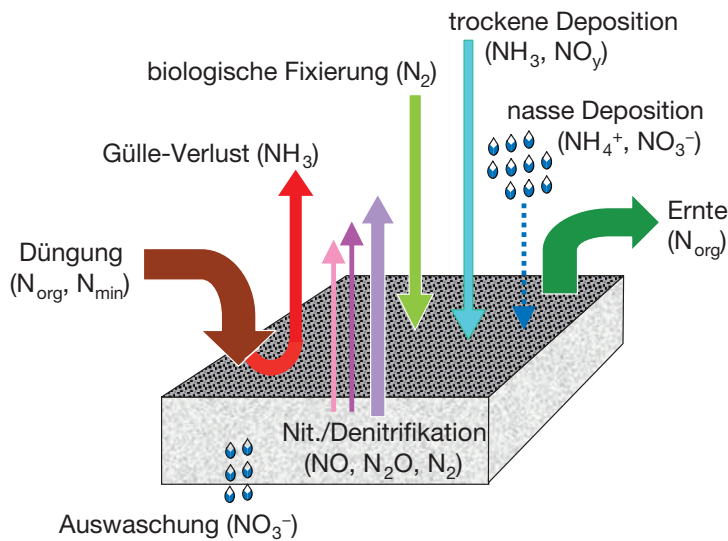 trockene Deposition
(NH₃, NOᵧ)
biologische Fixierung (N₂)
nasse Deposition
(NH₄⁺, NO₃⁻)
Gülle-Verlust (NH₃)
Ernte
(Norg)
Düngung
(Norg, Nmin)
Nit./Denitrifikation
(NO, N₂O, N₂)
Auswaschung (NO₃⁻)